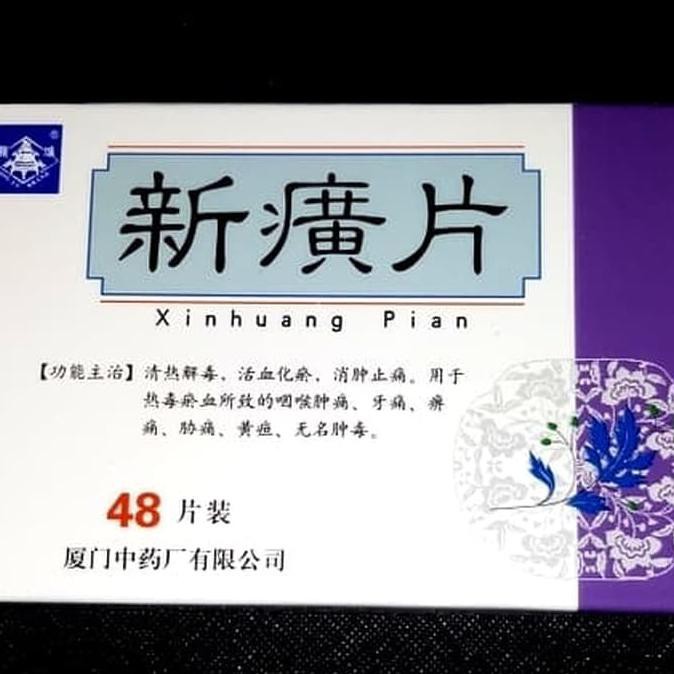 新癀片
Xinhuang Pian
【功能主治】清热解毒、活血化瘀、消肿止痛。用于
热毒瘀血所致的咽喉肿痛、牙痛、痹
痛、胁痛、黄疸、无名肿毒。
48 片装
厦门中药厂有限公司